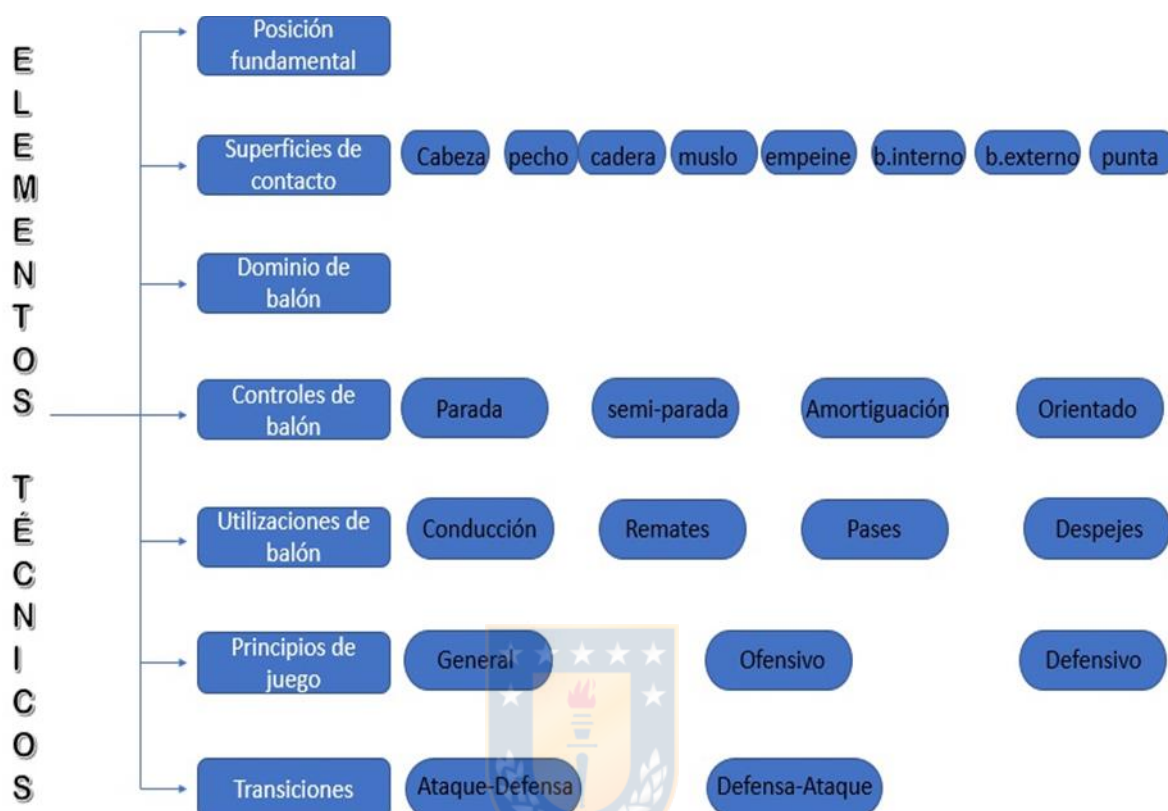 ELEMENTOS TÉCNICOS
Posición
fundamental
Superficies de
contacto
Cabeza pecho cadera muslo empeine b.interno b.externo punta
Dominio de
balón
Controles de
balón
Parada semi-parada Amortiguación Orientado
Utilizaciones de
balón
Conducción Remates Pases Despejes
Principios de
juego
General Ofensivo Defensivo
Transiciones
Ataque-Defensa Defensa-Ataque